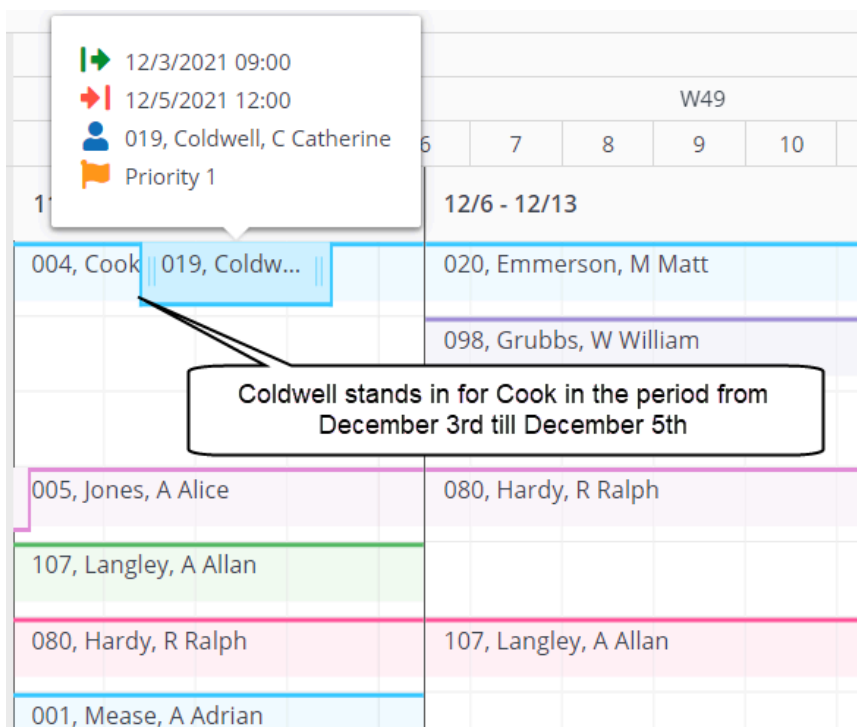 12/3/2021 09:00
12/5/2021 12:00
019, Coldwell, C Catherine
Priority 1
W49
6 7 8 9 10
12/6 - 12/13
004, Cook 019, Coldw... 020, Emmerson, M Matt
098, Grubbs, W William
Coldwell stands in for Cook in the period from
December 3rd till December 5th
005, Jones, A Alice 080, Hardy, R Ralph
107, Langley, A Allan
080, Hardy, R Ralph 107, Langley, A Allan
001, Mease, A Adrian